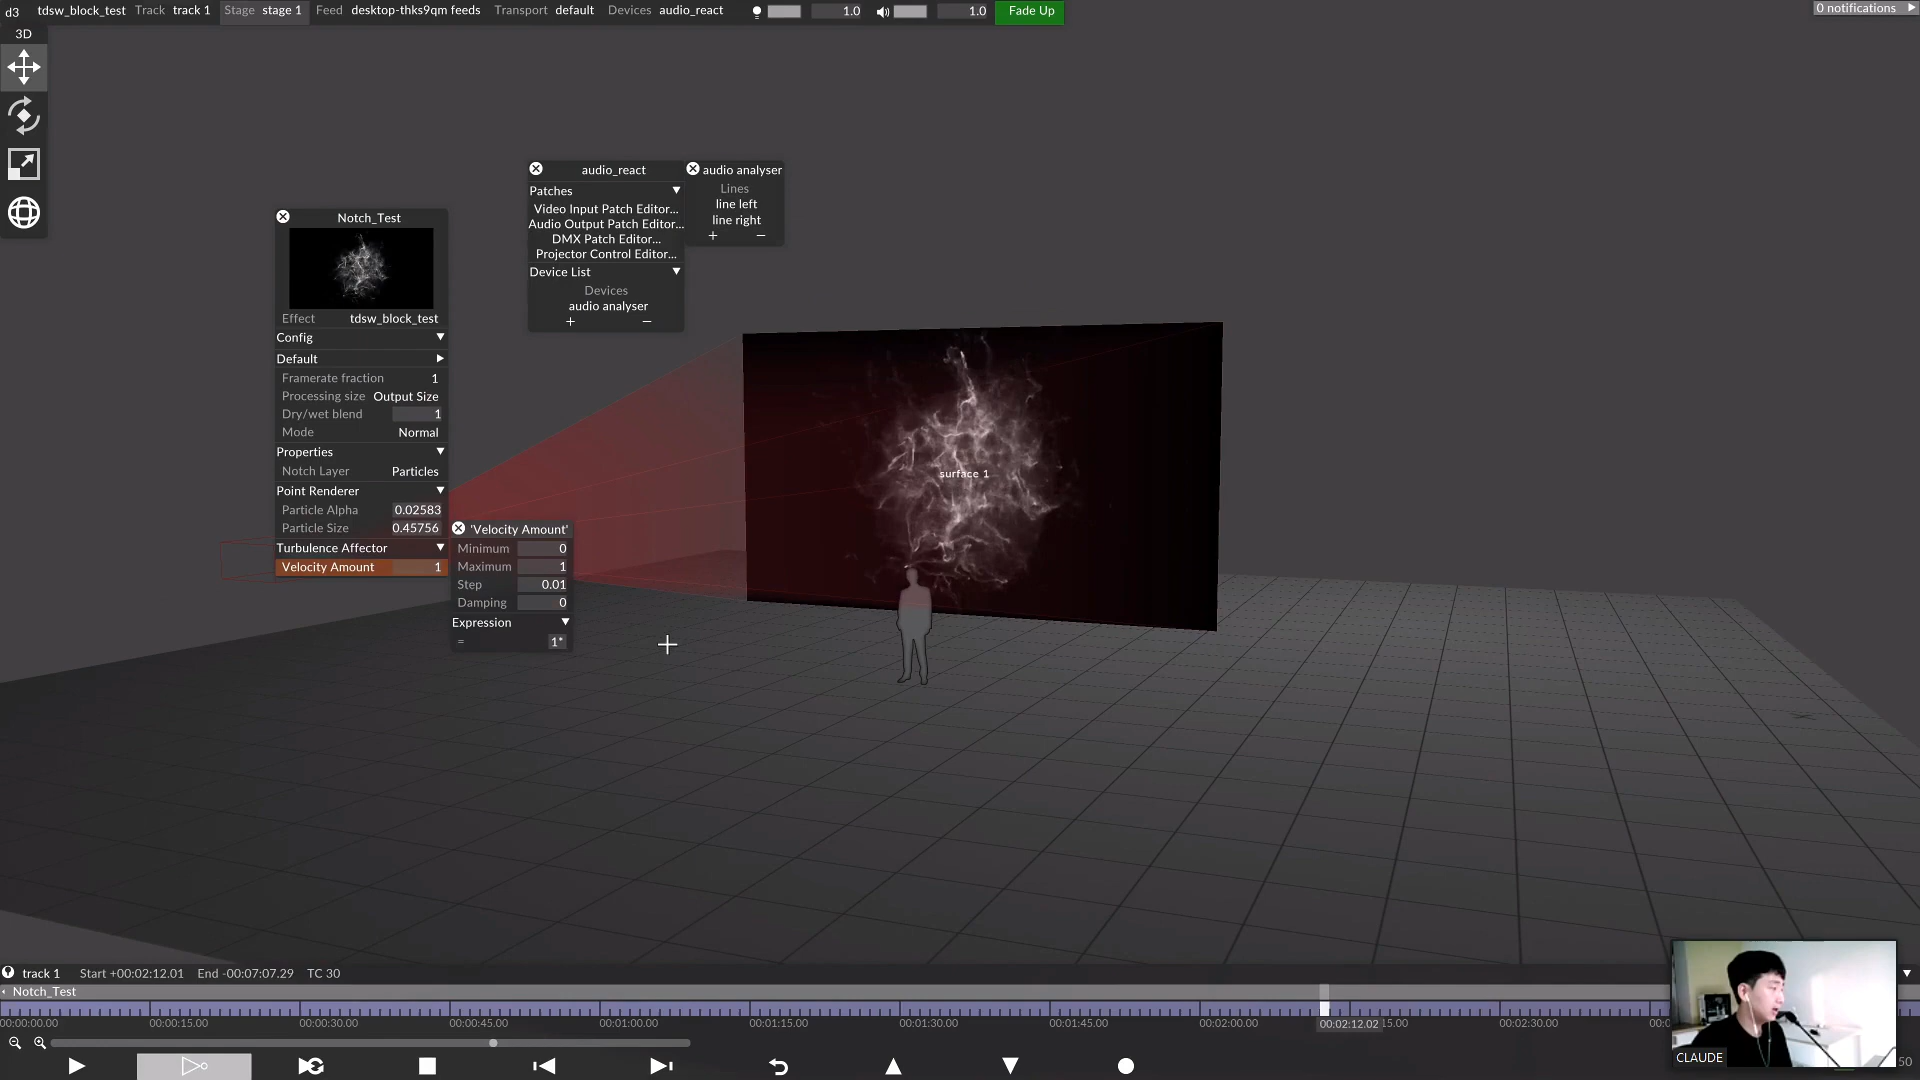 d3 tdsw_block_test Track track 1 Stage stage 1 Feed desktop-thks9qm feeds Transport default Devices audio_react 1.0 1.0 Fade Up 0 notifications
3D
audio_react
Patches
Video Input Patch Editor...
Audio Output Patch Editor...
DMX Patch Editor...
Projector Control Editor...
Device List
Devices
audio analyser
+ −
audio analyser
Lines
line left
line right
+ −
Notch_Test
Effect tdsw_block_test
Config
Default
Framerate fraction 1
Processing size Output Size
Dry/wet blend 1
Mode Normal
Properties
Notch Layer Particles
Point Renderer
Particle Alpha 0.02583
Particle Size 0.45756
Turbulence Affector
Velocity Amount 1
'Velocity Amount'
Minimum 0
Maximum 1
Step 0.01
Damping 0
Expression
= 1*
surface 1
track 1 Start +00:02:12.01 End -00:07:07.29 TC 30
Notch_Test
00:00:00.00 00:00:15.00 00:00:30.00 00:00:45.00 00:01:00.00 00:01:15.00 00:01:30.00 00:01:45.00 00:02:00.00 00:02:12.02 15.00 00:02:30.00
CLAUDE
50